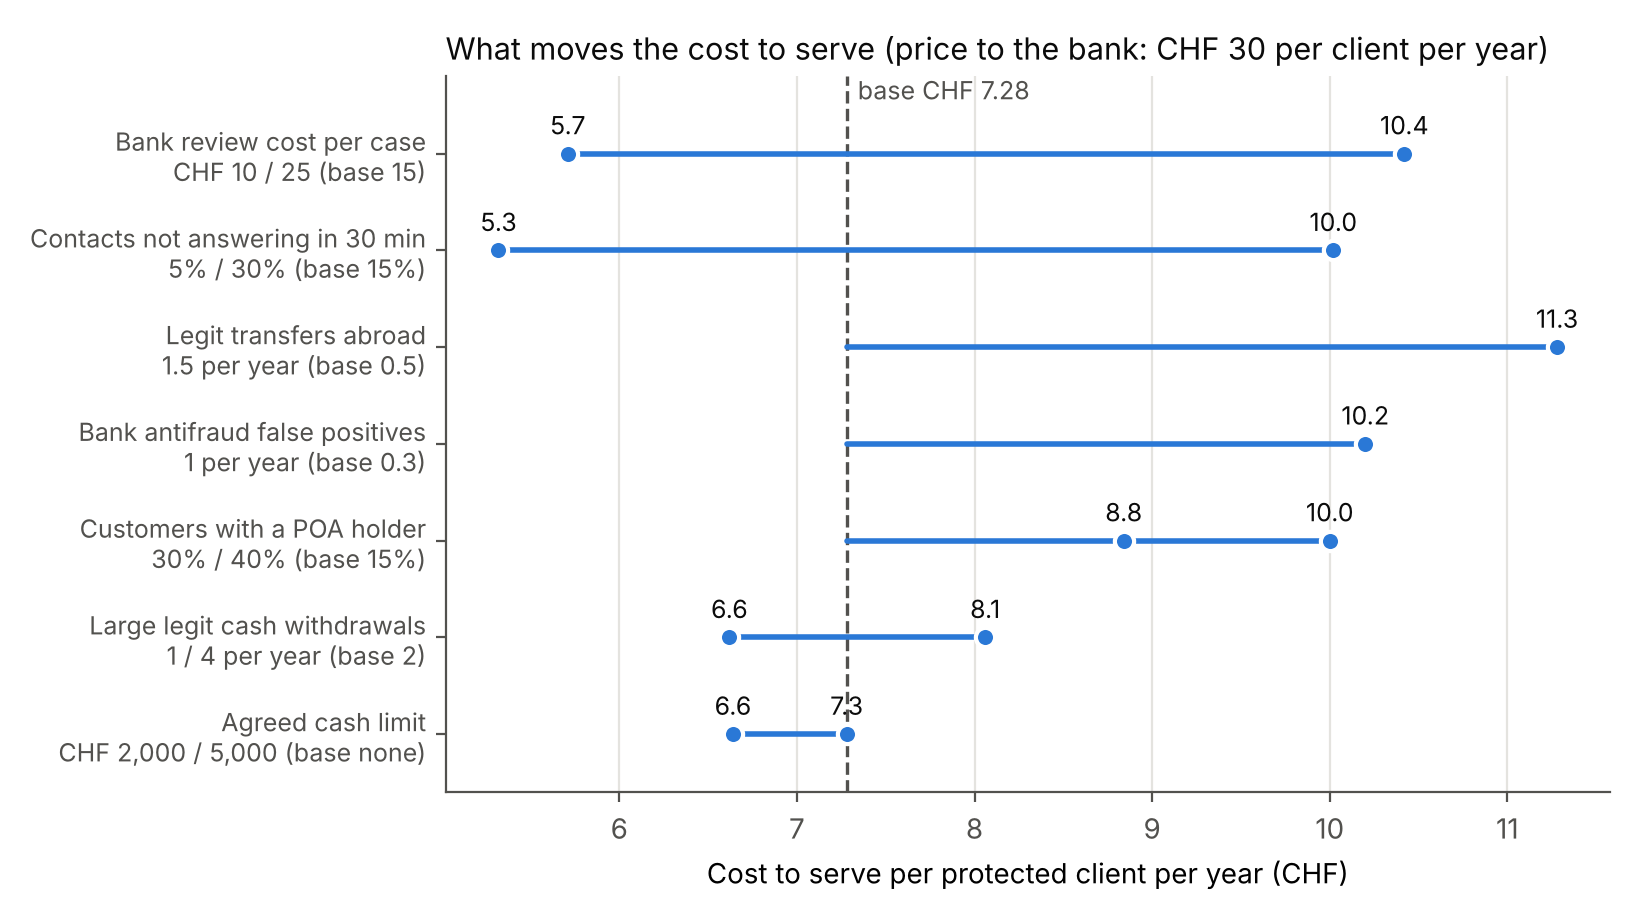 What moves the cost to serve (price to the bank: CHF 30 per client per year)
base CHF 7.28
Bank review cost per case
CHF 10 / 25 (base 15)
5.7
10.4
Contacts not answering in 30 min
5% / 30% (base 15%)
5.3
10.0
Legit transfers abroad
1.5 per year (base 0.5)
11.3
Bank antifraud false positives
1 per year (base 0.3)
10.2
Customers with a POA holder
30% / 40% (base 15%)
8.8
10.0
Large legit cash withdrawals
1 / 4 per year (base 2)
6.6
8.1
Agreed cash limit
CHF 2,000 / 5,000 (base none)
6.6
7.3
6 7 8 9 10 11
Cost to serve per protected client per year (CHF)